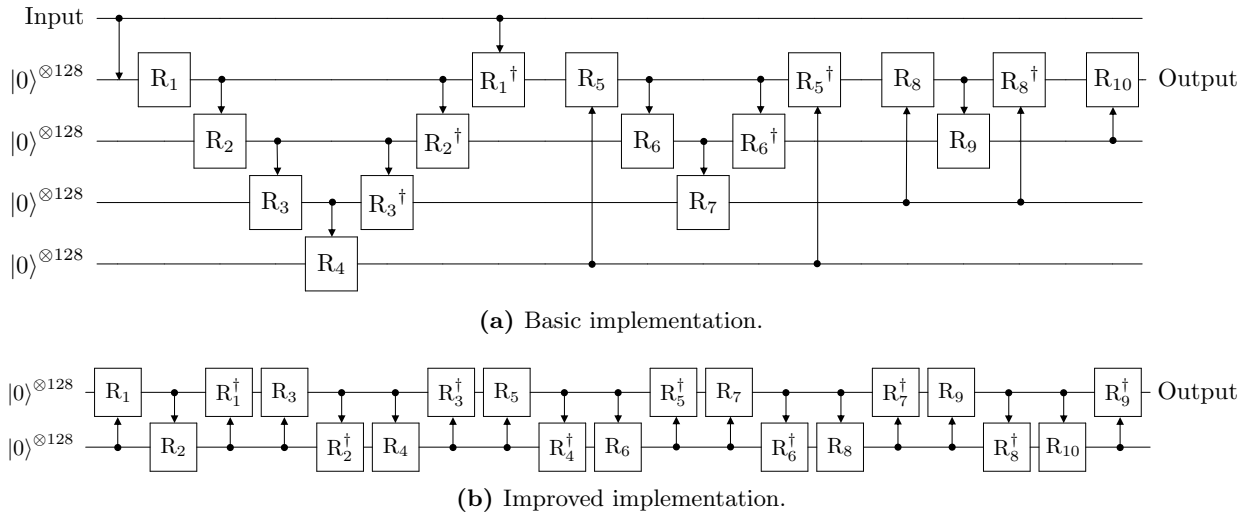 Input
|0⟩⊗128 R₁ R₁† R₅ R₅† R₈ R₈† R₁₀ Output
|0⟩⊗128 R₂ R₂† R₆ R₆† R₉
|0⟩⊗128 R₃ R₃† R₇
|0⟩⊗128 R₄
(a) Basic implementation.
|0⟩⊗128 R₁ R₁† R₃ R₃† R₅ R₅† R₇ R₇† R₉ R₉† Output
|0⟩⊗128 R₂ R₂† R₄ R₄† R₆ R₆† R₈ R₈† R₁₀
(b) Improved implementation.